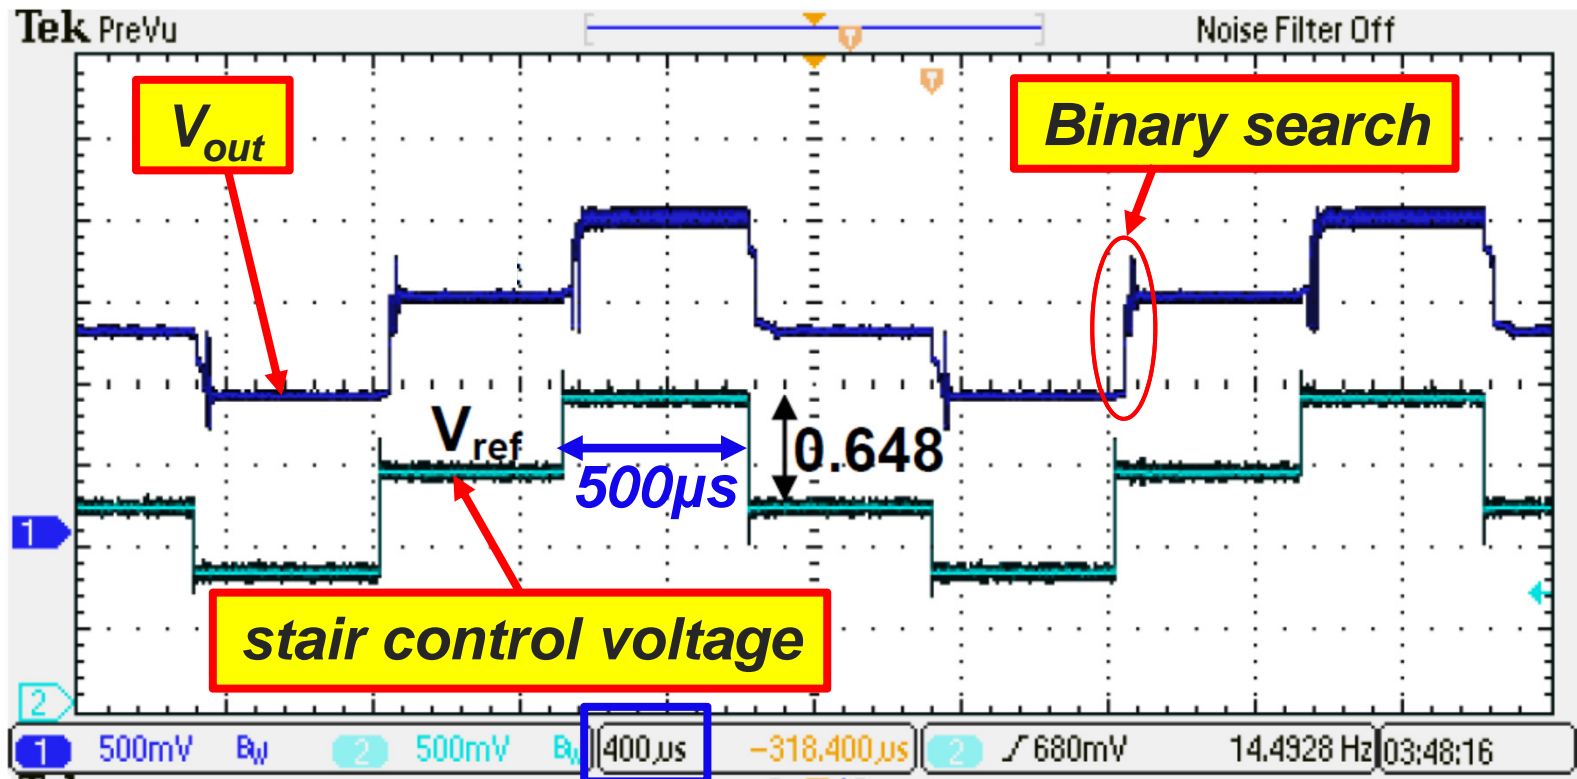 Tek PreVu
Noise Filter Off
Vout
Binary search
Vref
0.648
500µs
1
stair control voltage
2
1 500mV BW 2 500mV BW 400µs −318.400µs 2 680mV 14.4928 Hz 03:48:16